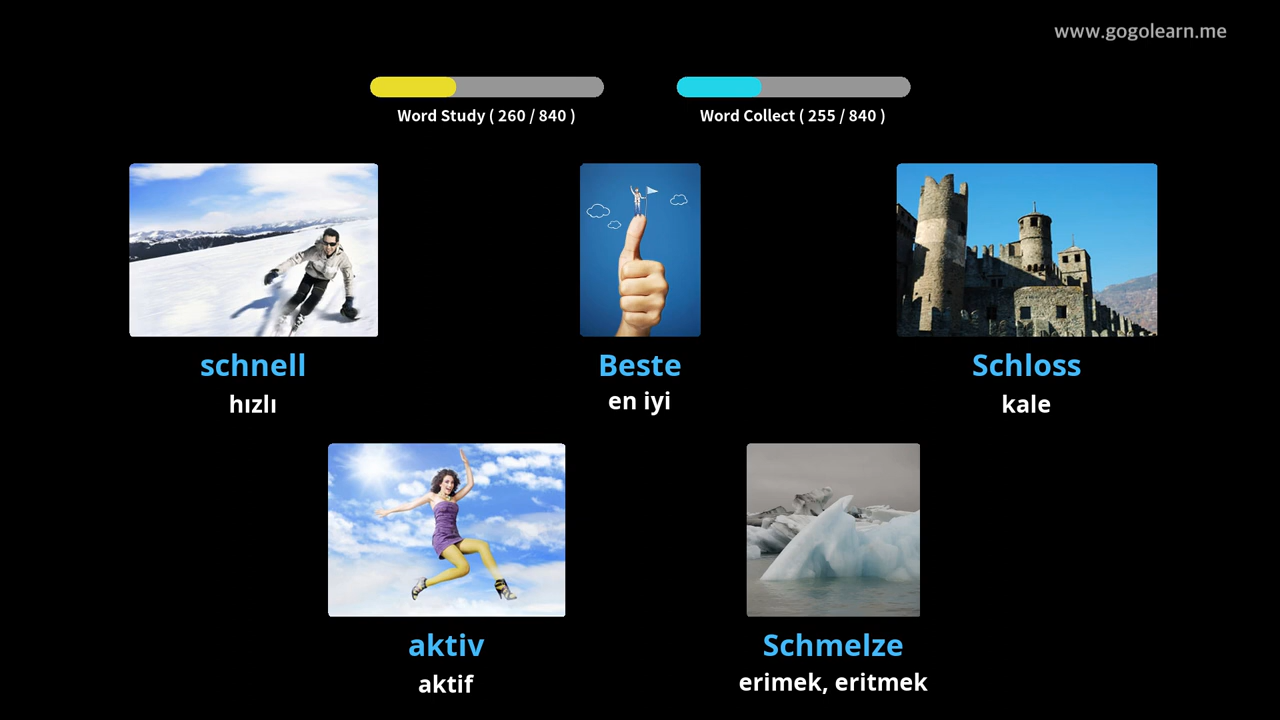 www.gogolearn.me
Word Study ( 260 / 840 )
Word Collect ( 255 / 840 )
schnell
hızlı
Beste
en iyi
Schloss
kale
aktiv
aktif
Schmelze
erimek, eritmek